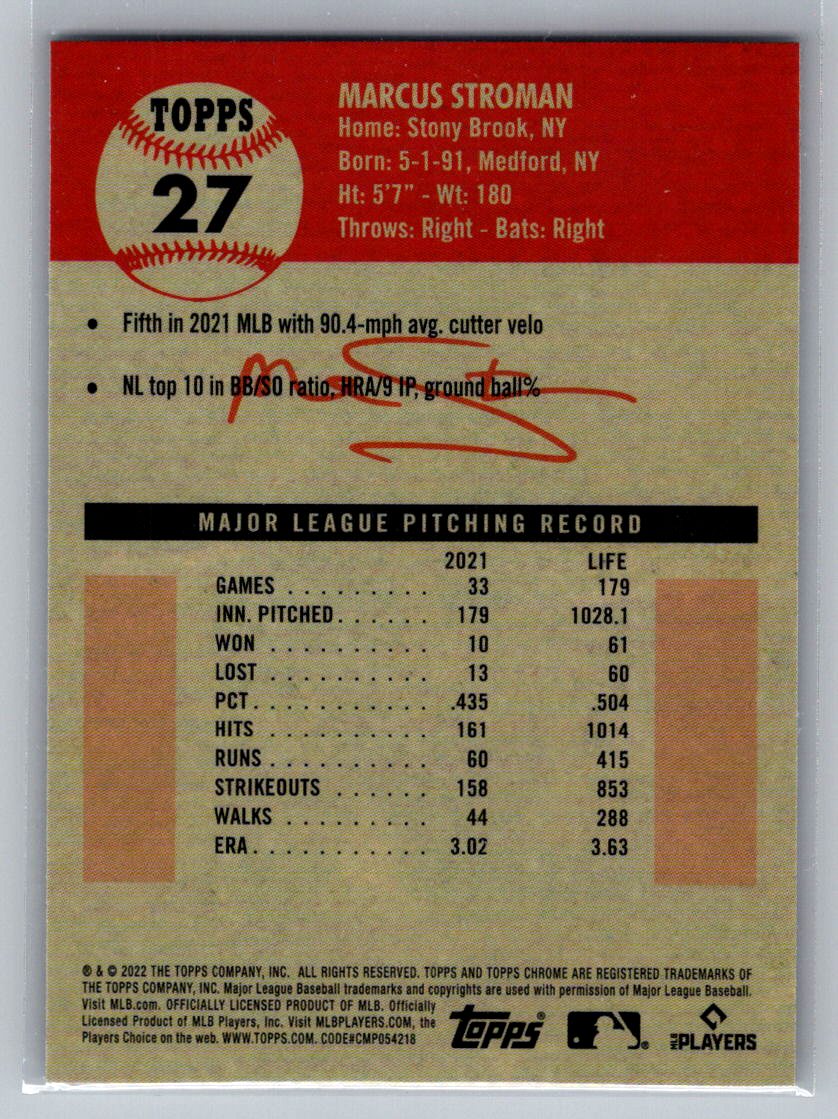 TOPPS
27
MARCUS STROMAN
Home: Stony Brook, NY
Born: 5-1-91, Medford, NY
Ht: 5'7" - Wt: 180
Throws: Right - Bats: Right
• Fifth in 2021 MLB with 90.4-mph avg. cutter velo
• NL top 10 in BB/SO ratio, HRA/9 IP, ground ball%
MAJOR LEAGUE PITCHING RECORD
2021 LIFE
GAMES . . . . . . . . . 33 179
INN. PITCHED. . . . . . 179 1028.1
WON . . . . . . . . . . 10 61
LOST . . . . . . . . . . 13 60
PCT. . . . . . . . . . . .435 .504
HITS . . . . . . . . . . 161 1014
RUNS. . . . . . . . . . 60 415
STRIKEOUTS . . . . . . 158 853
WALKS . . . . . . . . . 44 288
ERA. . . . . . . . . . . 3.02 3.63
® & © 2022 THE TOPPS COMPANY, INC. ALL RIGHTS RESERVED. TOPPS AND TOPPS CHROME ARE REGISTERED TRADEMARKS OF
THE TOPPS COMPANY, INC. Major League Baseball trademarks and copyrights are used with permission of Major League Baseball.
Visit MLB.com. OFFICIALLY LICENSED PRODUCT OF MLB. Officially
Licensed Product of MLB Players, Inc. Visit MLBPLAYERS.COM, the
Players Choice on the web. WWW.TOPPS.COM. CODE#CMP054218
topps®
®
MLB PLAYERS